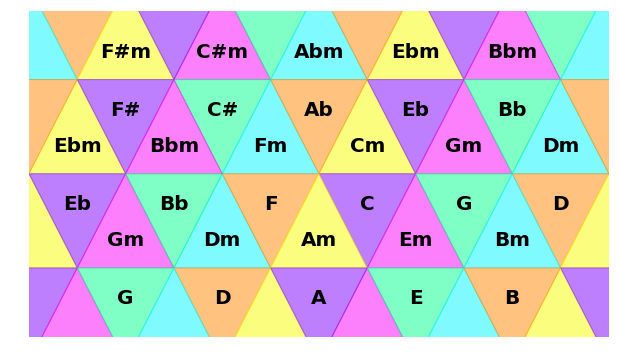 F#m C#m Abm Ebm Bbm
F# C# Ab Eb Bb
Ebm Bbm Fm Cm Gm Dm
Eb Bb F C G D
Gm Dm Am Em Bm
G D A E B